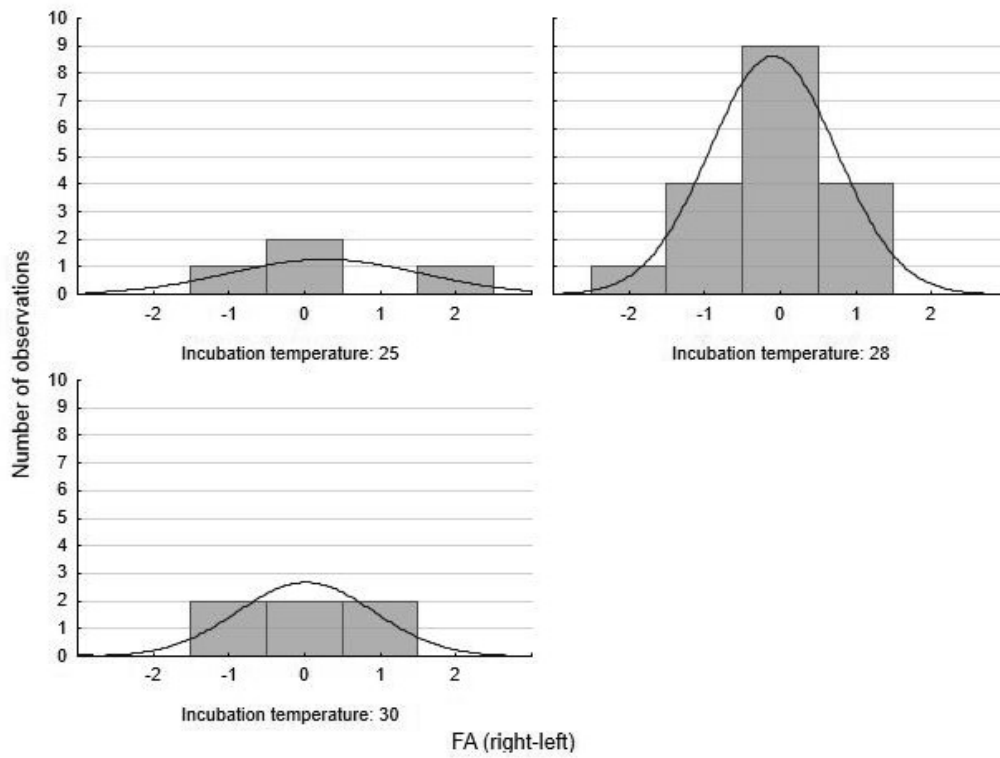 10
9
8
7
6
5
4
3
2
1
0
-2 -1 0 1 2
Incubation temperature: 25
-2 -1 0 1 2
Incubation temperature: 28
10
9
8
7
6
5
4
3
2
1
0
-2 -1 0 1 2
Incubation temperature: 30
Number of observations
FA (right-left)